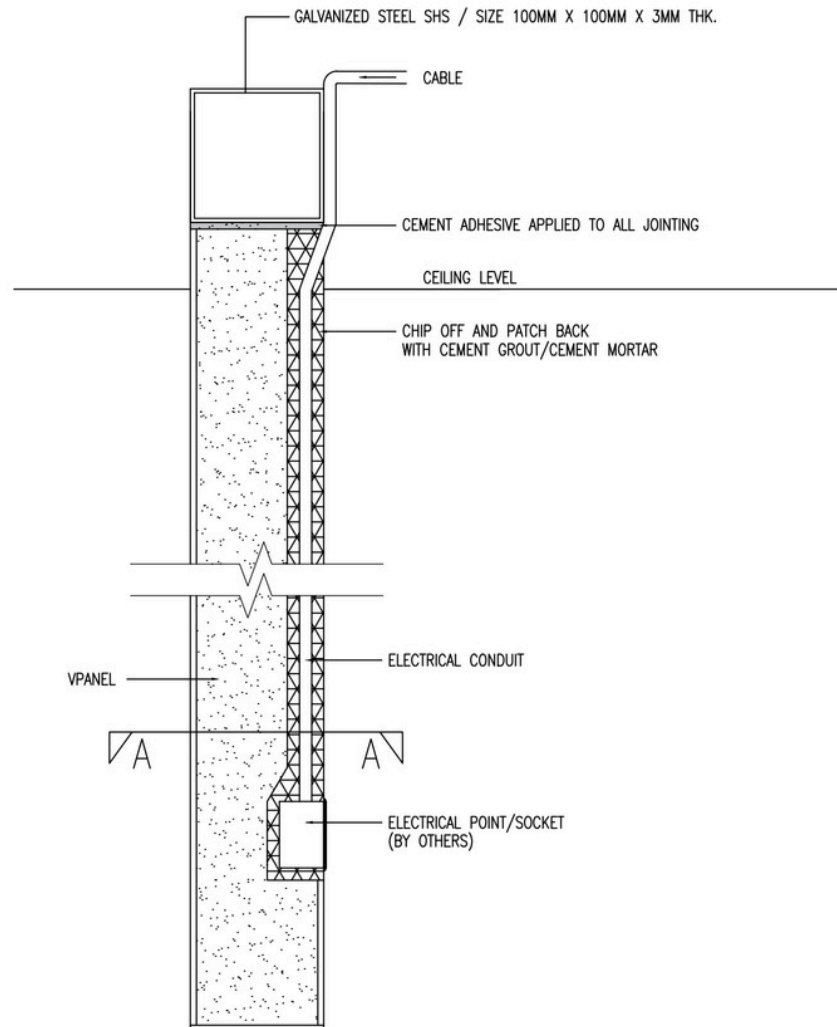 GALVANIZED STEEL SHS / SIZE 100MM X 100MM X 3MM THK.
CABLE
CEMENT ADHESIVE APPLIED TO ALL JOINTING
CEILING LEVEL
CHIP OFF AND PATCH BACK
WITH CEMENT GROUT/CEMENT MORTAR
ELECTRICAL CONDUIT
VPANEL
A A
ELECTRICAL POINT/SOCKET
(BY OTHERS)